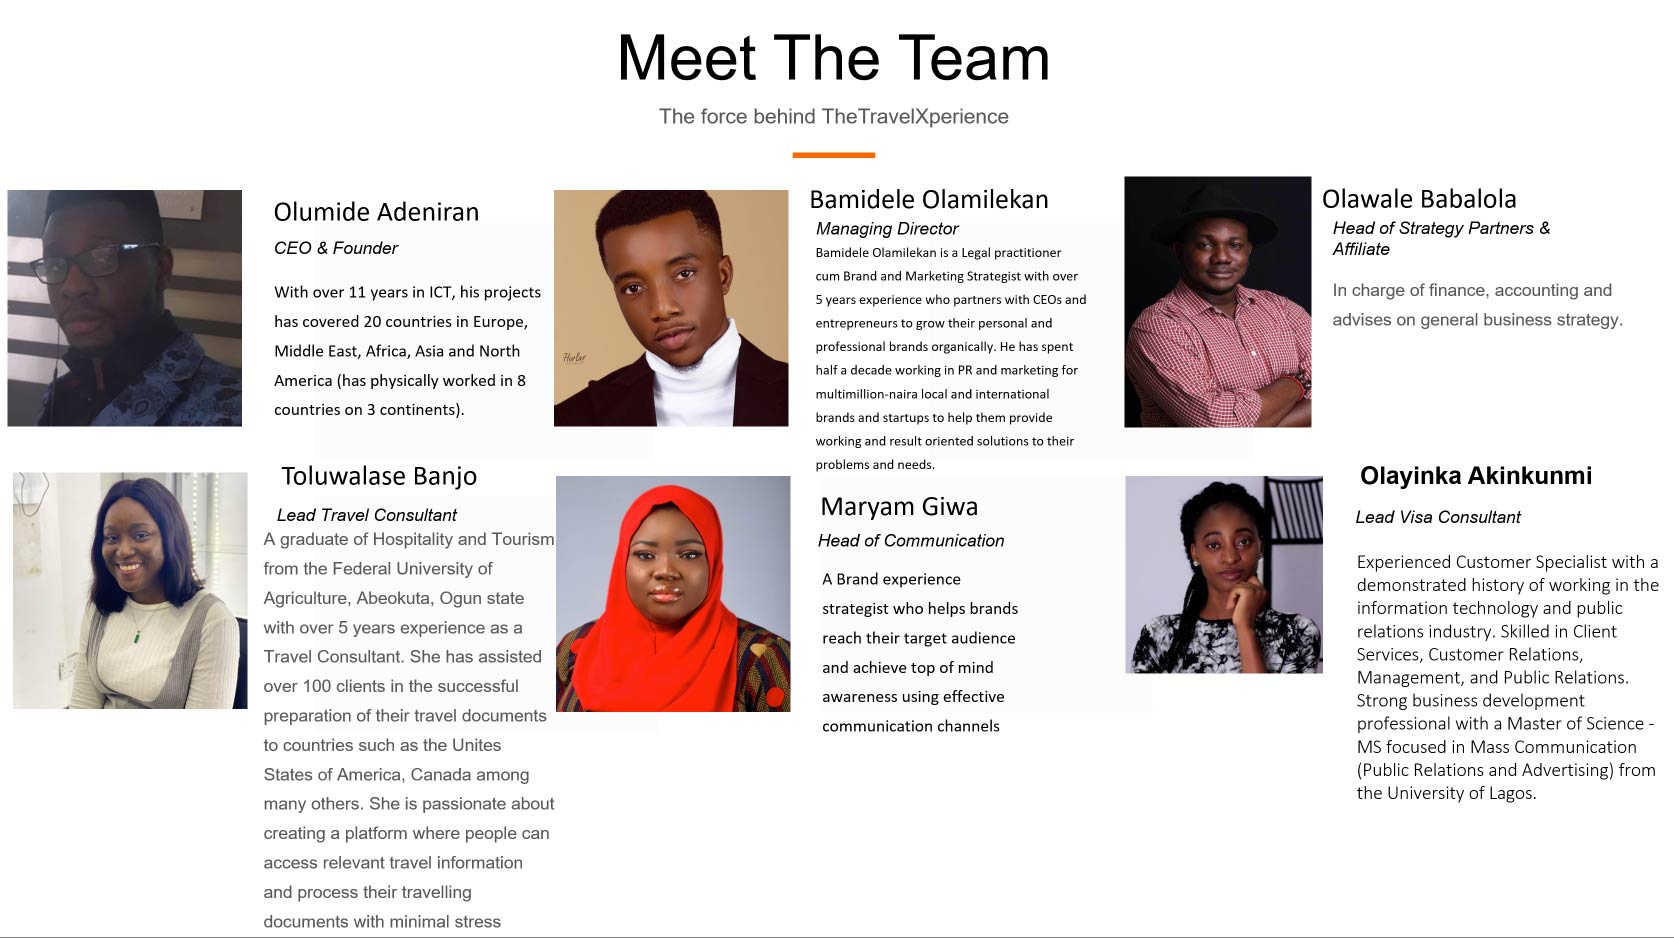 Meet The Team
The force behind TheTravelXperience
Olumide Adeniran
CEO & Founder
With over 11 years in ICT, his projects
has covered 20 countries in Europe,
Middle East, Africa, Asia and North
America (has physically worked in 8
countries on 3 continents).
Bamidele Olamilekan
Managing Director
Bamidele Olamilekan is a Legal practitioner
cum Brand and Marketing Strategist with over
5 years experience who partners with CEOs and
entrepreneurs to grow their personal and
professional brands organically. He has spent
half a decade working in PR and marketing for
multimillion-naira local and international
brands and startups to help them provide
working and result oriented solutions to their
problems and needs.
Olawale Babalola
Head of Strategy Partners &
Affiliate
In charge of finance, accounting and
advises on general business strategy.
Toluwalase Banjo
Lead Travel Consultant
A graduate of Hospitality and Tourism
from the Federal University of
Agriculture, Abeokuta, Ogun state
with over 5 years experience as a
Travel Consultant. She has assisted
over 100 clients in the successful
preparation of their travel documents
to countries such as the Unites
States of America, Canada among
many others. She is passionate about
creating a platform where people can
access relevant travel information
and process their travelling
documents with minimal stress
Maryam Giwa
Head of Communication
A Brand experience
strategist who helps brands
reach their target audience
and achieve top of mind
awareness using effective
communication channels
Olayinka Akinkunmi
Lead Visa Consultant
Experienced Customer Specialist with a
demonstrated history of working in the
information technology and public
relations industry. Skilled in Client
Services, Customer Relations,
Management, and Public Relations.
Strong business development
professional with a Master of Science -
MS focused in Mass Communication
(Public Relations and Advertising) from
the University of Lagos.